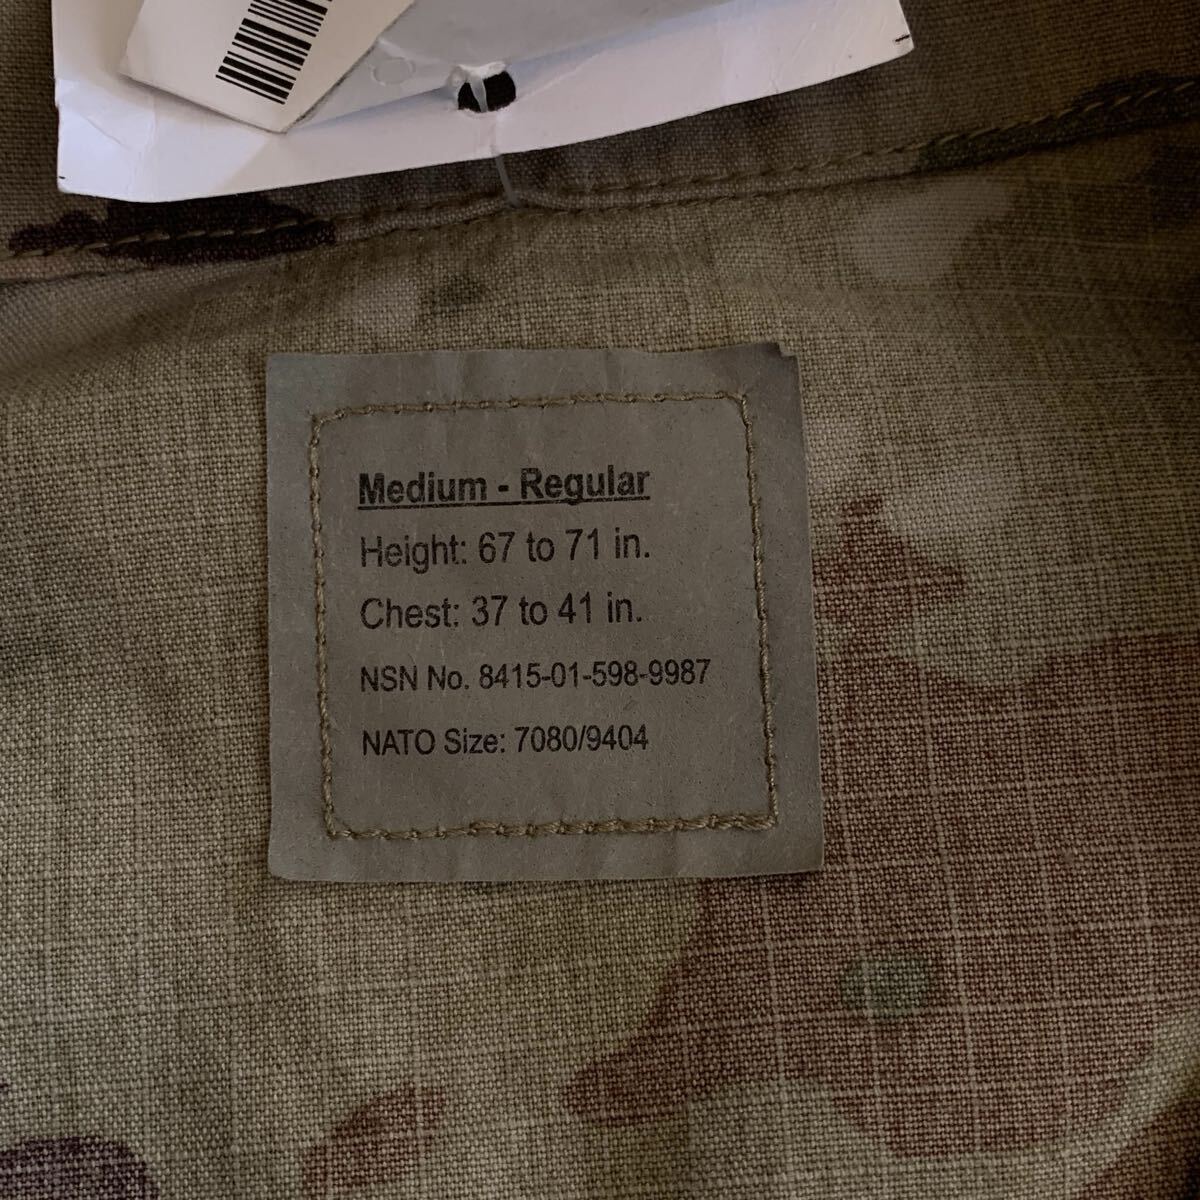 Medium - Regular
Height: 67 to 71 in.
Chest: 37 to 41 in.
NSN No. 8415-01-598-9987
NATO Size: 7080/9404